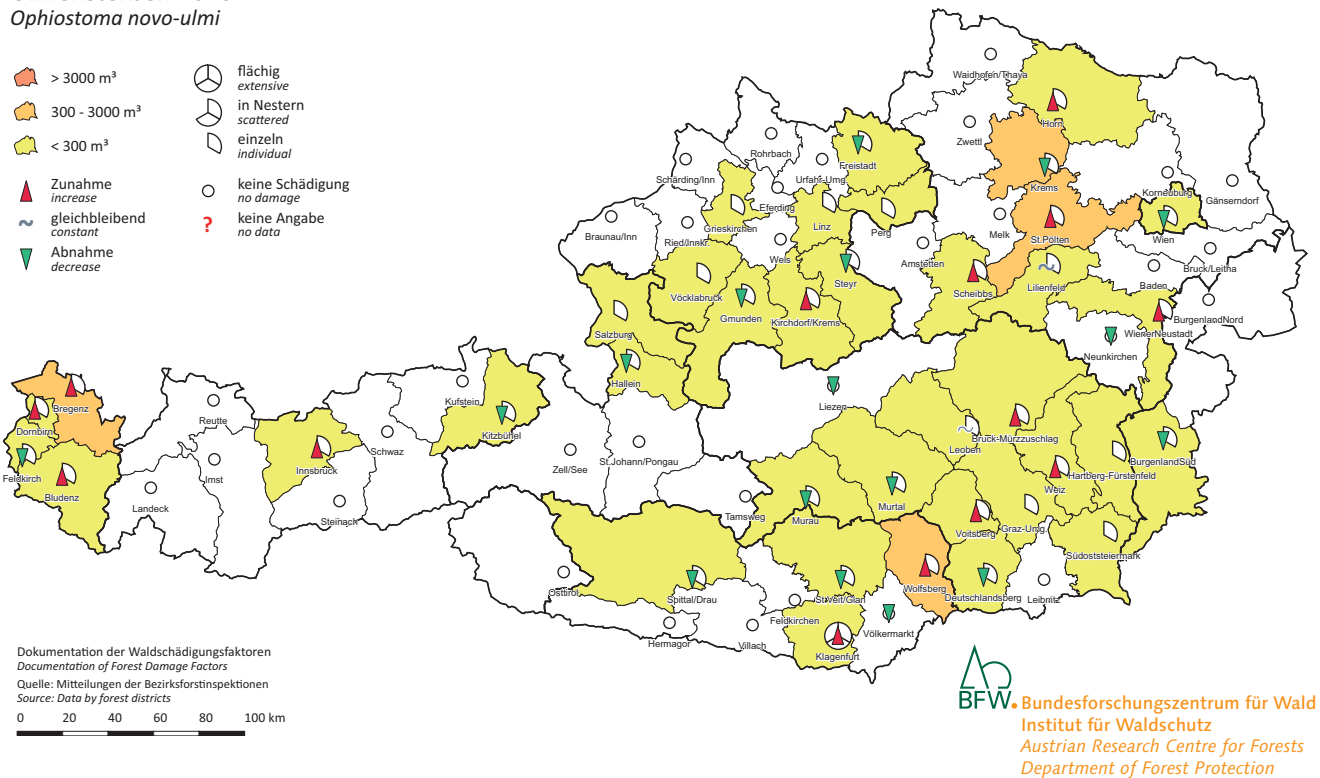 Ophiostoma novo-ulmi
> 3000 m³
300 - 3000 m³
< 300 m³
flächig
extensive
in Nestern
scattered
einzeln
individual
Zunahme
increase
gleichbleibend
constant
Abnahme
decrease
keine Schädigung
no damage
? keine Angabe
no data
Waidhofen/Thaya
Horn
Zwettl
Krems
Rohrbach
Freistadt
Schärding/Inn
Urfahr-Umg.
Eferding
Korneuburg
Gänserndorf
Braunau/Inn
Ried/Innkr.
Grieskirchen
Linz
Perg
Melk
St.Pölten
Wien
Wels
Amstetten
Bruck/Leitha
Vöcklabruck
Steyr
Scheibbs
Lilienfeld
Baden
Gmunden
Kirchdorf/Krems
BurgenlandNord
Salzburg
WienerNeustadt
Neunkirchen
Hallein
Liezen
Bregenz
Dornbirn
Reutte
Kufstein
Kitzbühel
Feldkirch
Bludenz
Innsbruck
Schwaz
Imst
Landeck
Steinach
Zell/See
St.Johann/Pongau
Leoben
Bruck-Mürzzuschlag
Weiz
Hartberg-Fürstenfeld
BurgenlandSüd
Tamsweg
Murau
Murtal
Voitsberg
Graz-Umg.
Südoststeiermark
Osttirol
Spittal/Drau
St.Veit/Glan
Wolfsberg
Deutschlandsberg
Leibnitz
Feldkirchen
Völkermarkt
Hermagor
Villach
Klagenfurt
Dokumentation der Waldschädigungsfaktoren
Documentation of Forest Damage Factors
Quelle: Mitteilungen der Bezirksforstinspektionen
Source: Data by forest districts
0 20 40 60 80 100 km
BFW
Bundesforschungszentrum für Wald
Institut für Waldschutz
Austrian Research Centre for Forests
Department of Forest Protection